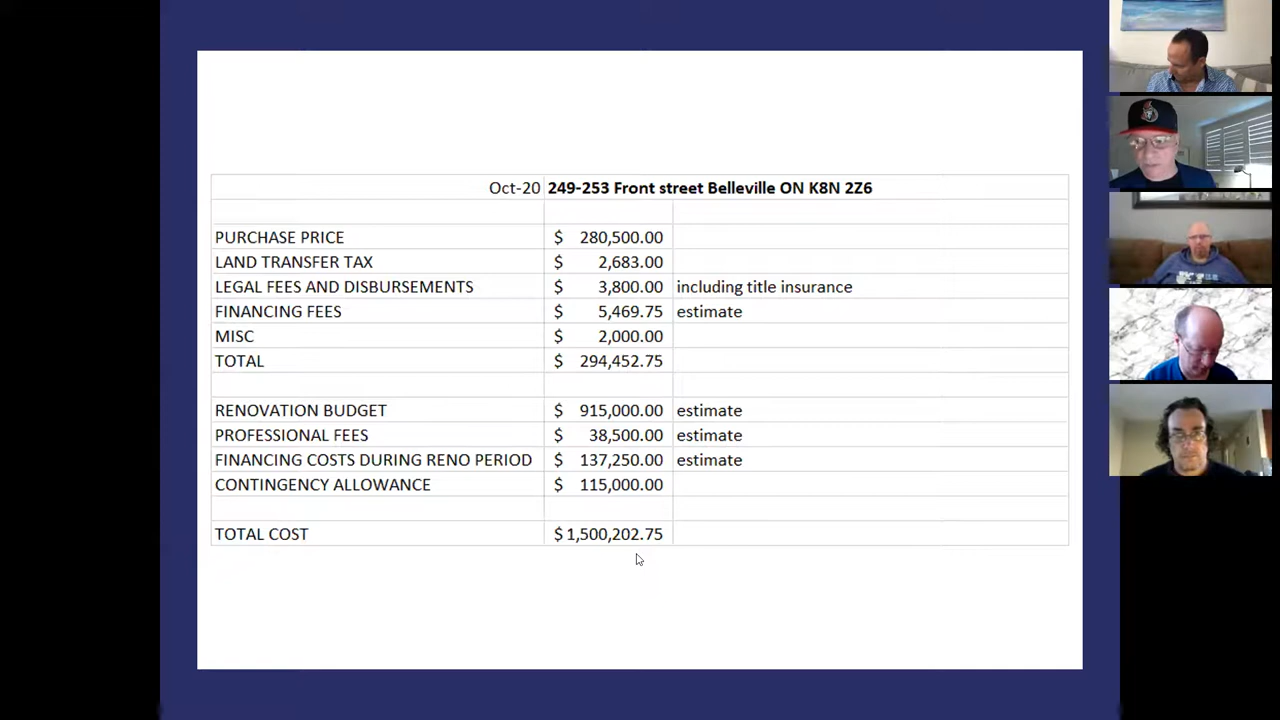 Oct-20 249-253 Front street Belleville ON K8N 2Z6
PURCHASE PRICE $ 280,500.00
LAND TRANSFER TAX $ 2,683.00
LEGAL FEES AND DISBURSEMENTS $ 3,800.00 including title insurance
FINANCING FEES $ 5,469.75 estimate
MISC $ 2,000.00
TOTAL $ 294,452.75
RENOVATION BUDGET $ 915,000.00 estimate
PROFESSIONAL FEES $ 38,500.00 estimate
FINANCING COSTS DURING RENO PERIOD $ 137,250.00 estimate
CONTINGENCY ALLOWANCE $ 115,000.00
TOTAL COST $ 1,500,202.75